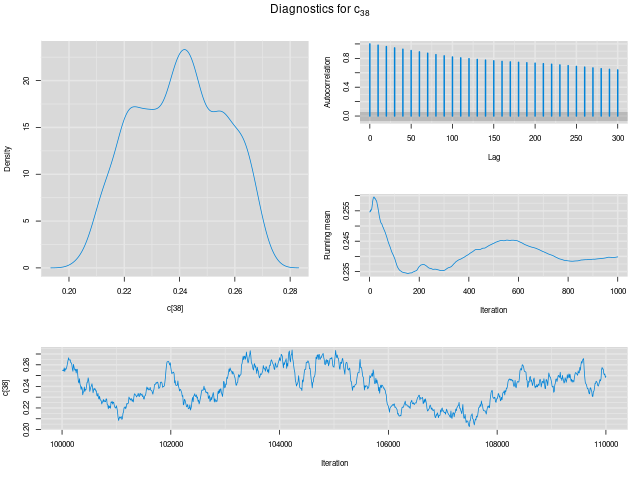 Diagnostics for c38
Density
0 5 10 15 20
0.20 0.22 0.24 0.26 0.28
c[38]
Autocorrelation
0.0 0.4 0.8
0 50 100 150 200 250 300
Lag
Running mean
0.235 0.245 0.255
0 200 400 600 800 1000
Iteration
c[38]
0.20 0.22 0.24 0.26
100000 102000 104000 106000 108000 110000
Iteration